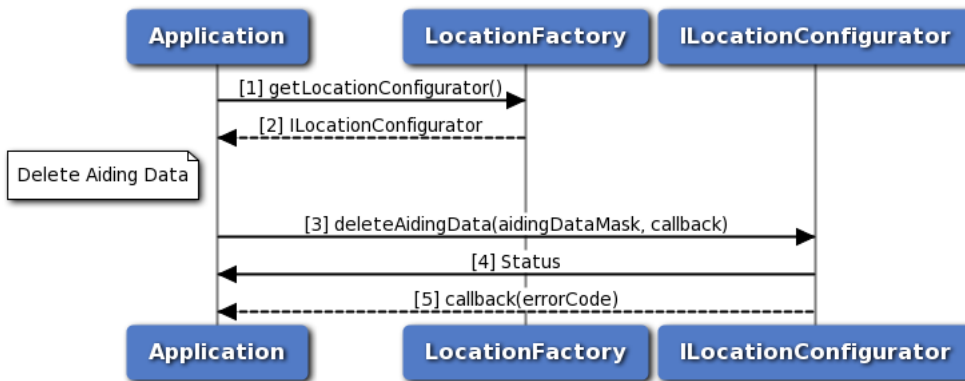 Application
LocationFactory
ILocationConfigurator
[1] getLocationConfigurator()
[2] ILocationConfigurator
Delete Aiding Data
[3] deleteAidingData(aidingDataMask, callback)
[4] Status
[5] callback(errorCode)
Application
LocationFactory
ILocationConfigurator